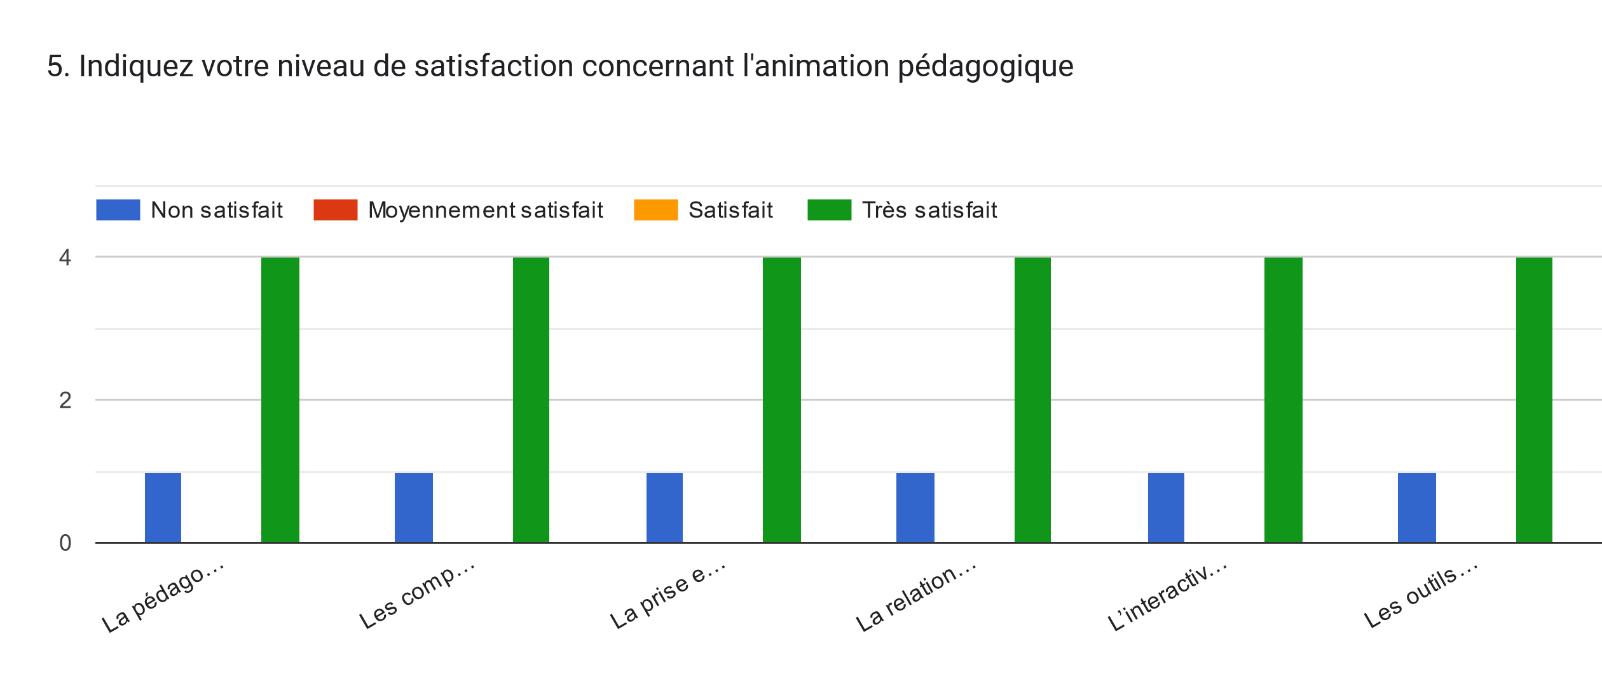 5. Indiquez votre niveau de satisfaction concernant l'animation pédagogique
Non satisfait Moyennement satisfait Satisfait Très satisfait
4
2
0
La pédago...
Les comp...
La prise e...
La relation...
L'interactiv...
Les outils...